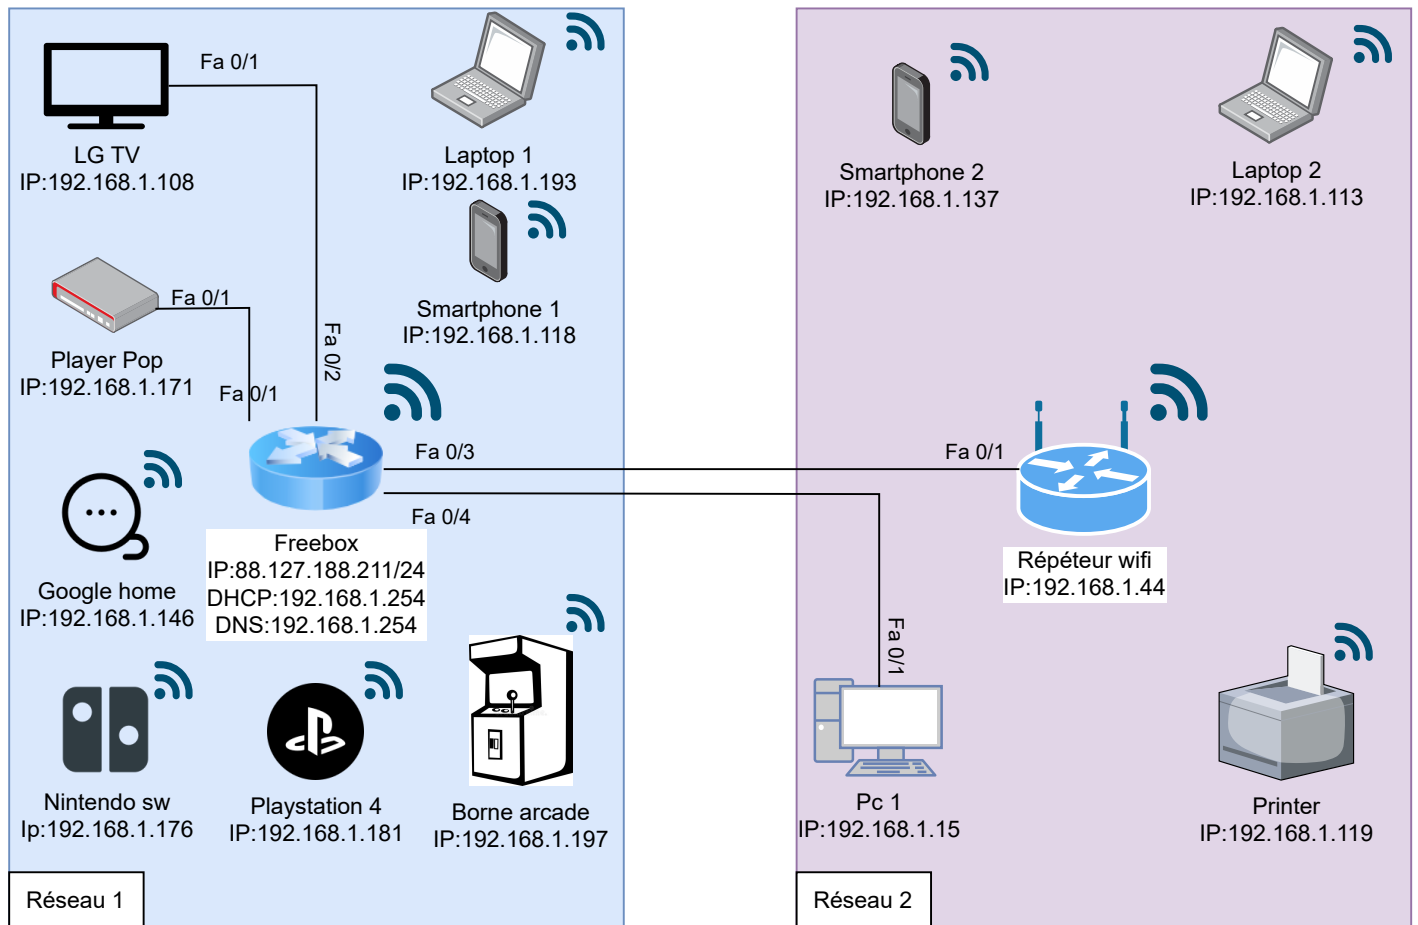 Fa 0/1
LG TV
IP:192.168.1.108
Laptop 1
IP:192.168.1.193
Smartphone 1
IP:192.168.1.118
Fa 0/1
Player Pop
IP:192.168.1.171
Fa 0/2
Fa 0/1
Fa 0/3
Fa 0/4
Freebox
IP:88.127.188.211/24
DHCP:192.168.1.254
DNS:192.168.1.254
Google home
IP:192.168.1.146
Nintendo sw
Ip:192.168.1.176
Playstation 4
IP:192.168.1.181
Borne arcade
IP:192.168.1.197
Réseau 1
Smartphone 2
IP:192.168.1.137
Laptop 2
IP:192.168.1.113
Fa 0/1
Répéteur wifi
IP:192.168.1.44
Fa 0/1
Pc 1
IP:192.168.1.15
Printer
IP:192.168.1.119
Réseau 2